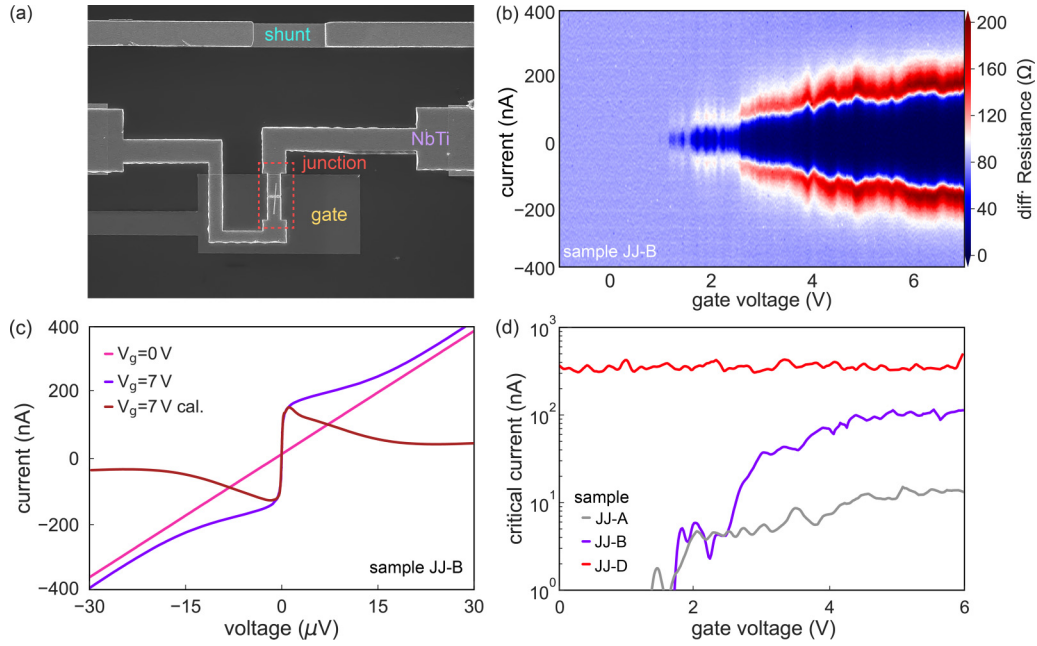 (a)
shunt
NbTi
junction
gate
(b)
400
200
0
−200
−400
current (nA)
sample JJ-B
0
2
4
6
gate voltage (V)
200
160
120
80
40
0
diff· Resistance (Ω)
(c)
400
200
0
−200
−400
current (nA)
V_g=0 V
V_g=7 V
V_g=7 V cal.
sample JJ-B
−30
−15
0
15
30
voltage (μV)
(d)
10^3
10^2
10^1
10^0
critical current (nA)
sample
JJ-A
JJ-B
JJ-D
0
2
4
6
gate voltage (V)